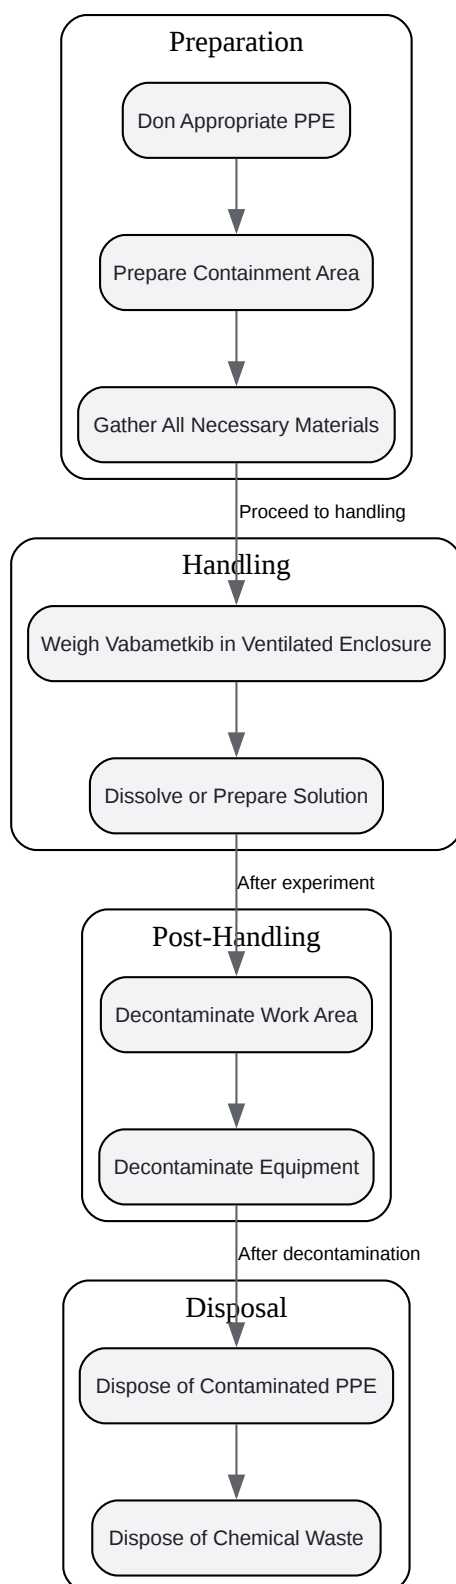 Preparation
Don Appropriate PPE
Prepare Containment Area
Gather All Necessary Materials
Proceed to handling
Handling
Weigh Vabametkib in Ventilated Enclosure
Dissolve or Prepare Solution
After experiment
Post-Handling
Decontaminate Work Area
Decontaminate Equipment
After decontamination
Disposal
Dispose of Contaminated PPE
Dispose of Chemical Waste